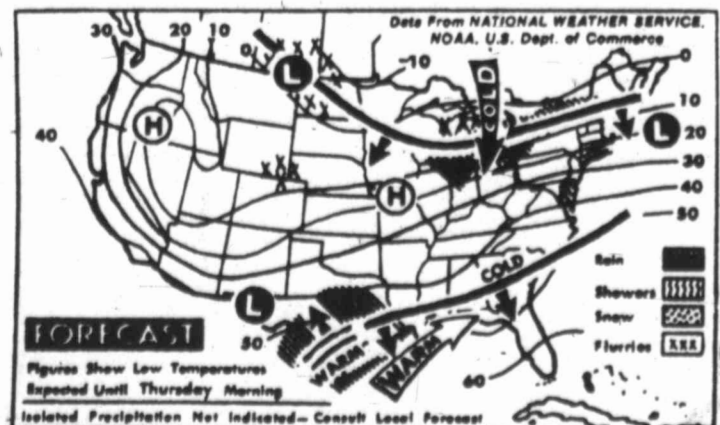 Data From NATIONAL WEATHER SERVICE,
NOAA, U.S. Dept. of Commerce
30
20
10
0
L
-10
COLD
0
10
H
L
20
40
30
H
40
50
COLD
Rain
L
Showers
50
Snow
FORECAST
WARM
WARM
Flurries
XXX
60
Figures Show Low Temperatures
Expected Until Thursday Morning
Isolated Precipitation Not Indicated— Consult Local Forecast